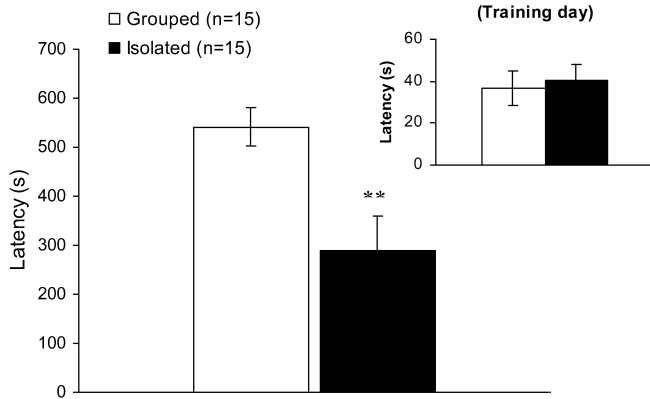 Grouped (n=15)
Isolated (n=15)
700
600
500
400
300
200
100
0
Latency (s)
**
(Training day)
60
40
20
0
Latency (s)